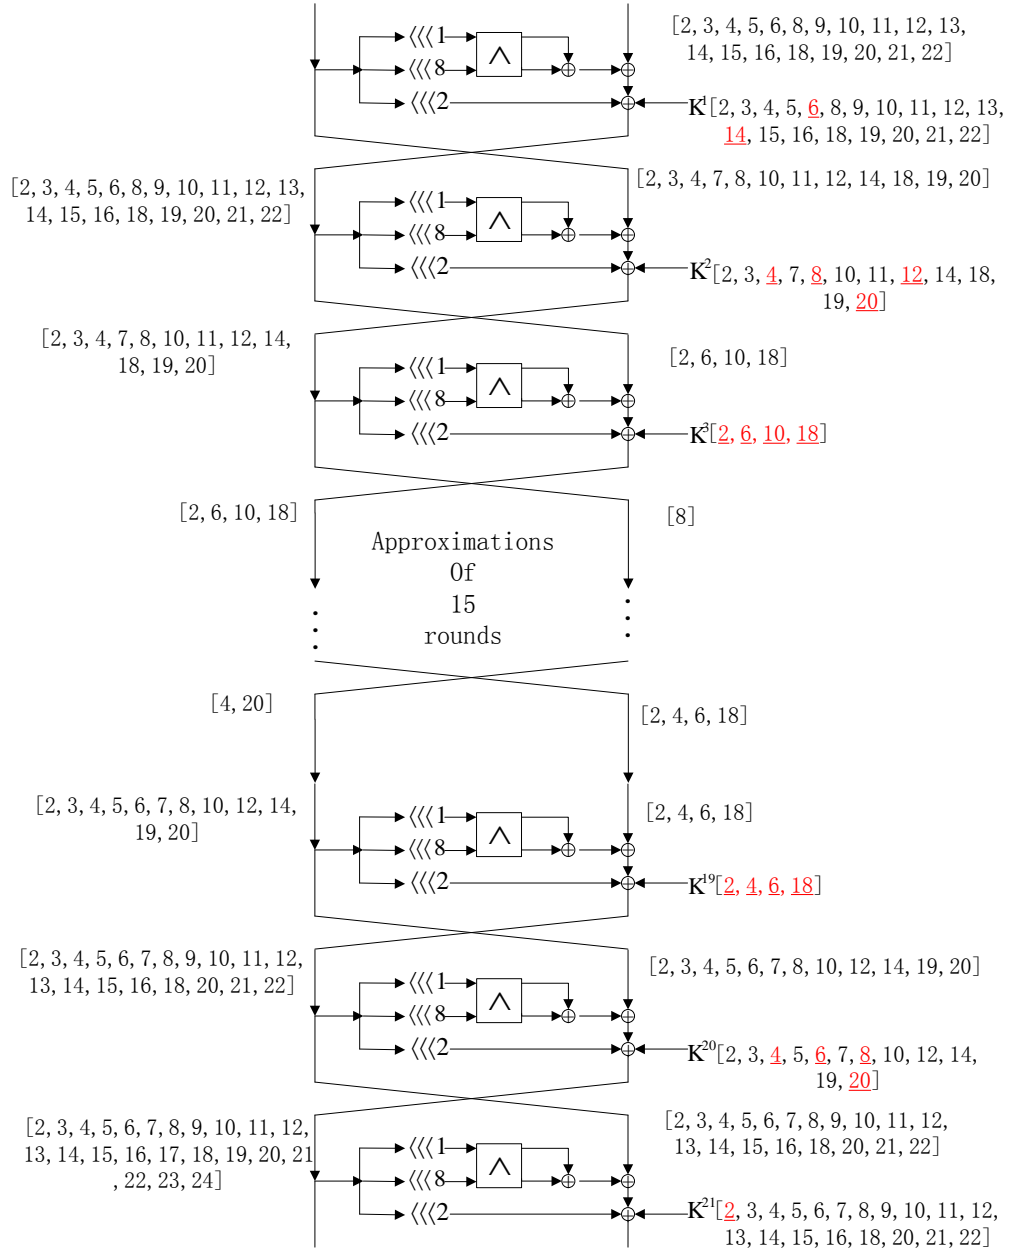 [2, 3, 4, 5, 6, 8, 9, 10, 11, 12, 13,
14, 15, 16, 18, 19, 20, 21, 22]
⋘1
∧
⋘8
⋘2
K¹[2, 3, 4, 5, 6, 8, 9, 10, 11, 12, 13,
14, 15, 16, 18, 19, 20, 21, 22]
[2, 3, 4, 5, 6, 8, 9, 10, 11, 12, 13,
14, 15, 16, 18, 19, 20, 21, 22]
[2, 3, 4, 7, 8, 10, 11, 12, 14, 18, 19, 20]
⋘1
∧
⋘8
⋘2
K²[2, 3, 4, 7, 8, 10, 11, 12, 14, 18,
19, 20]
[2, 3, 4, 7, 8, 10, 11, 12, 14,
18, 19, 20]
[2, 6, 10, 18]
⋘1
∧
⋘8
⋘2
K³[2, 6, 10, 18]
[2, 6, 10, 18]
[8]
Approximations
Of
15
rounds
[4, 20]
[2, 4, 6, 18]
[2, 3, 4, 5, 6, 7, 8, 10, 12, 14,
19, 20]
[2, 4, 6, 18]
⋘1
∧
⋘8
⋘2
K¹⁹[2, 4, 6, 18]
[2, 3, 4, 5, 6, 7, 8, 9, 10, 11, 12,
13, 14, 15, 16, 18, 20, 21, 22]
[2, 3, 4, 5, 6, 7, 8, 10, 12, 14, 19, 20]
⋘1
∧
⋘8
⋘2
K²⁰[2, 3, 4, 5, 6, 7, 8, 10, 12, 14,
19, 20]
[2, 3, 4, 5, 6, 7, 8, 9, 10, 11, 12,
13, 14, 15, 16, 17, 18, 19, 20, 21
, 22, 23, 24]
[2, 3, 4, 5, 6, 7, 8, 9, 10, 11, 12,
13, 14, 15, 16, 18, 20, 21, 22]
⋘1
∧
⋘8
⋘2
K²¹[2, 3, 4, 5, 6, 7, 8, 9, 10, 11, 12,
13, 14, 15, 16, 18, 20, 21, 22]